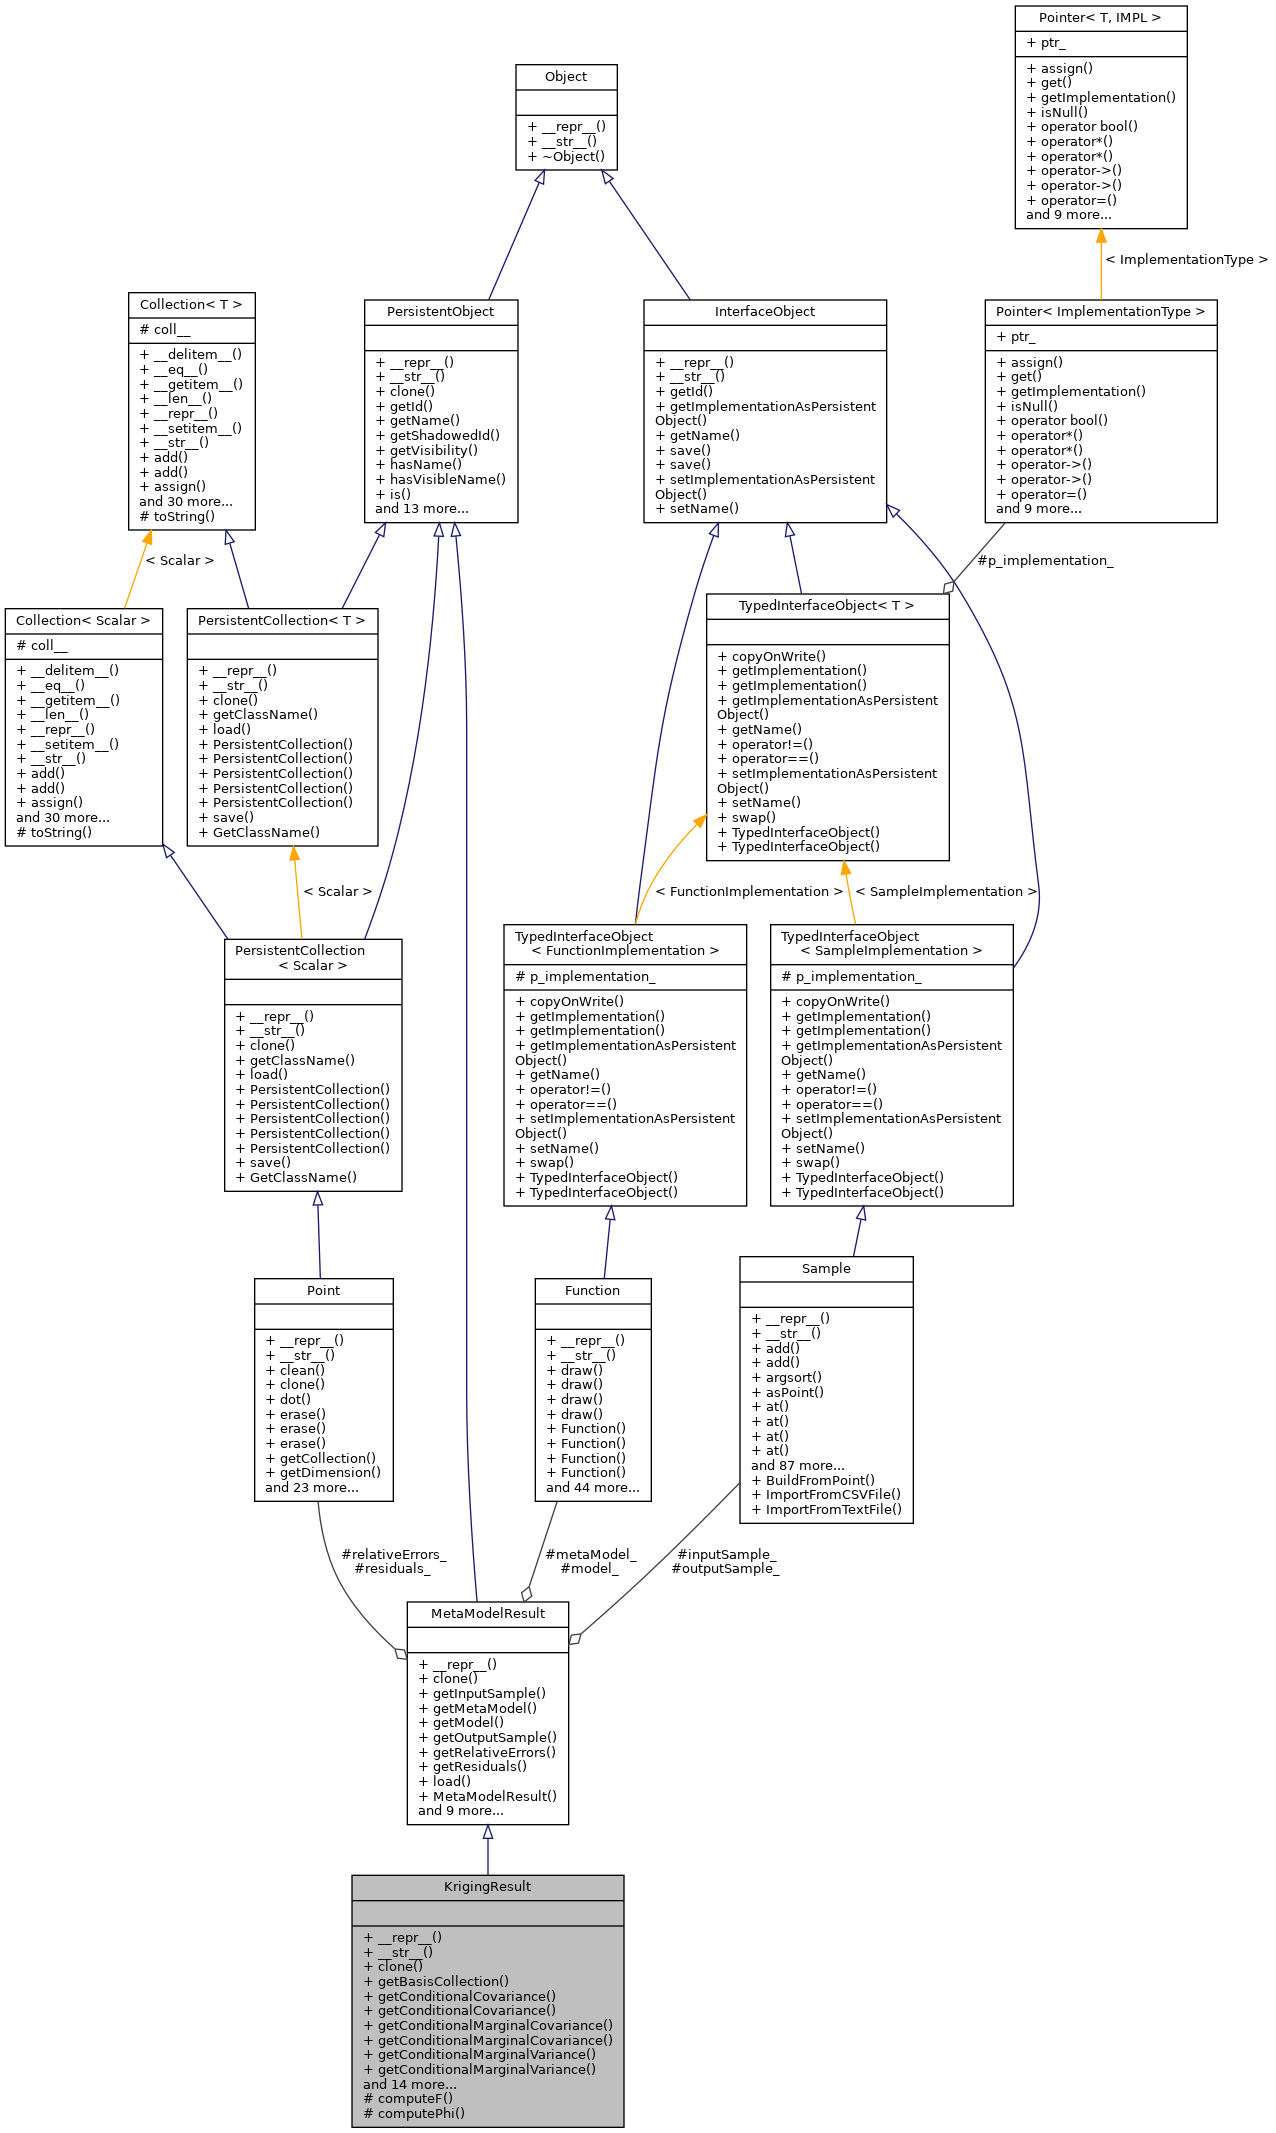 Pointer< T, IMPL >
+ ptr_
+ assign()
+ get()
+ getImplementation()
+ isNull()
+ operator bool()
+ operator*()
+ operator*()
+ operator->()
+ operator->()
+ operator=()
and 9 more...
Object
+ __repr__()
+ __str__()
+ ~Object()
< ImplementationType >
Collection< T >
# coll__
+ __delitem__()
+ __eq__()
+ __getitem__()
+ __len__()
+ __repr__()
+ __setitem__()
+ __str__()
+ add()
+ add()
+ assign()
and 30 more...
# toString()
PersistentObject
+ __repr__()
+ __str__()
+ clone()
+ getId()
+ getName()
+ getShadowedId()
+ getVisibility()
+ hasName()
+ hasVisibleName()
+ is()
and 13 more...
InterfaceObject
+ __repr__()
+ __str__()
+ getId()
+ getImplementationAsPersistent
Object()
+ getName()
+ save()
+ save()
+ setImplementationAsPersistent
Object()
+ setName()
Pointer< ImplementationType >
+ ptr_
+ assign()
+ get()
+ getImplementation()
+ isNull()
+ operator bool()
+ operator*()
+ operator*()
+ operator->()
+ operator->()
+ operator=()
and 9 more...
< Scalar >
#p_implementation_
Collection< Scalar >
# coll__
+ __delitem__()
+ __eq__()
+ __getitem__()
+ __len__()
+ __repr__()
+ __setitem__()
+ __str__()
+ add()
+ add()
+ assign()
and 30 more...
# toString()
PersistentCollection< T >
+ __repr__()
+ __str__()
+ clone()
+ getClassName()
+ load()
+ PersistentCollection()
+ PersistentCollection()
+ PersistentCollection()
+ PersistentCollection()
+ PersistentCollection()
+ save()
+ GetClassName()
TypedInterfaceObject< T >
+ copyOnWrite()
+ getImplementation()
+ getImplementation()
+ getImplementationAsPersistent
Object()
+ getName()
+ operator!=()
+ operator==()
+ setImplementationAsPersistent
Object()
+ setName()
+ swap()
+ TypedInterfaceObject()
+ TypedInterfaceObject()
< Scalar >
< FunctionImplementation >
< SampleImplementation >
PersistentCollection
< Scalar >
+ __repr__()
+ __str__()
+ clone()
+ getClassName()
+ load()
+ PersistentCollection()
+ PersistentCollection()
+ PersistentCollection()
+ PersistentCollection()
+ PersistentCollection()
+ save()
+ GetClassName()
TypedInterfaceObject
< FunctionImplementation >
# p_implementation_
+ copyOnWrite()
+ getImplementation()
+ getImplementation()
+ getImplementationAsPersistent
Object()
+ getName()
+ operator!=()
+ operator==()
+ setImplementationAsPersistent
Object()
+ setName()
+ swap()
+ TypedInterfaceObject()
+ TypedInterfaceObject()
TypedInterfaceObject
< SampleImplementation >
# p_implementation_
+ copyOnWrite()
+ getImplementation()
+ getImplementation()
+ getImplementationAsPersistent
Object()
+ getName()
+ operator!=()
+ operator==()
+ setImplementationAsPersistent
Object()
+ setName()
+ swap()
+ TypedInterfaceObject()
+ TypedInterfaceObject()
Point
+ __repr__()
+ __str__()
+ clean()
+ clone()
+ dot()
+ erase()
+ erase()
+ erase()
+ getCollection()
+ getDimension()
and 23 more...
Function
+ __repr__()
+ __str__()
+ draw()
+ draw()
+ draw()
+ draw()
+ Function()
+ Function()
+ Function()
+ Function()
and 44 more...
Sample
+ __repr__()
+ __str__()
+ add()
+ add()
+ argsort()
+ asPoint()
+ at()
+ at()
+ at()
+ at()
and 87 more...
+ BuildFromPoint()
+ ImportFromCSVFile()
+ ImportFromTextFile()
#relativeErrors_
#residuals_
#metaModel_
#model_
#inputSample_
#outputSample_
MetaModelResult
+ __repr__()
+ clone()
+ getInputSample()
+ getMetaModel()
+ getModel()
+ getOutputSample()
+ getRelativeErrors()
+ getResiduals()
+ load()
+ MetaModelResult()
and 9 more...
KrigingResult
+ __repr__()
+ __str__()
+ clone()
+ getBasisCollection()
+ getConditionalCovariance()
+ getConditionalCovariance()
+ getConditionalMarginalCovariance()
+ getConditionalMarginalCovariance()
+ getConditionalMarginalVariance()
+ getConditionalMarginalVariance()
and 14 more...
# computeF()
# computePhi()